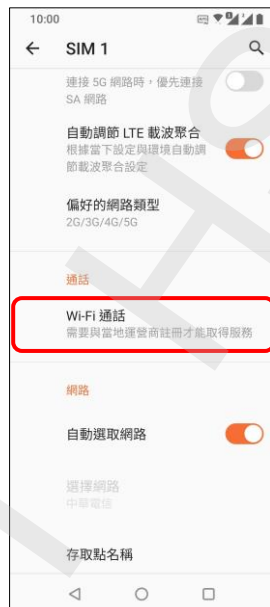 10:00
SIM 1
連接 5G 網路時，優先連接
SA 網路
自動調節 LTE 載波聚合
根據當下設定與環境自動調
節載波聚合設定
偏好的網路類型
2G/3G/4G/5G
通話
Wi-Fi 通話
需要與當地運營商註冊才能取得服務
網路
自動選取網路
選擇網路
中華電信
存取點名稱